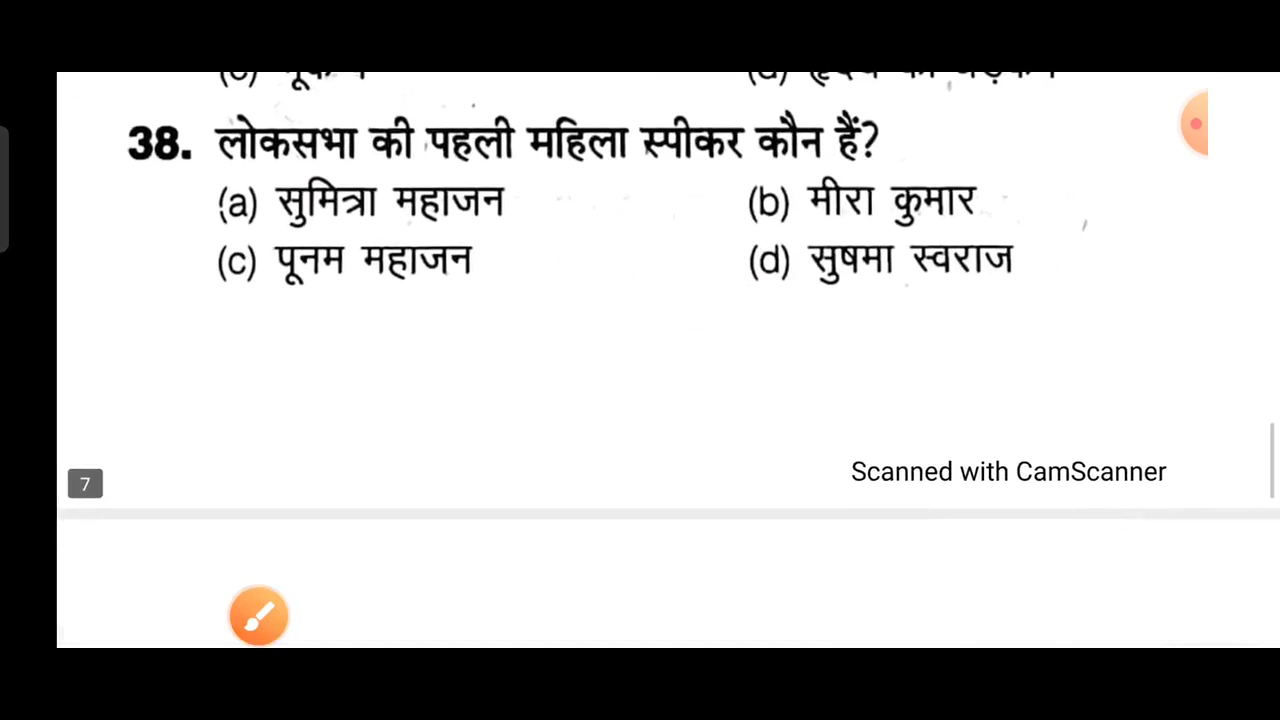 38. लोकसभा की पहली महिला स्पीकर कौन हैं?
(a) सुमित्रा महाजन (b) मीरा कुमार
(c) पूनम महाजन (d) सुषमा स्वराज
Scanned with CamScanner
7